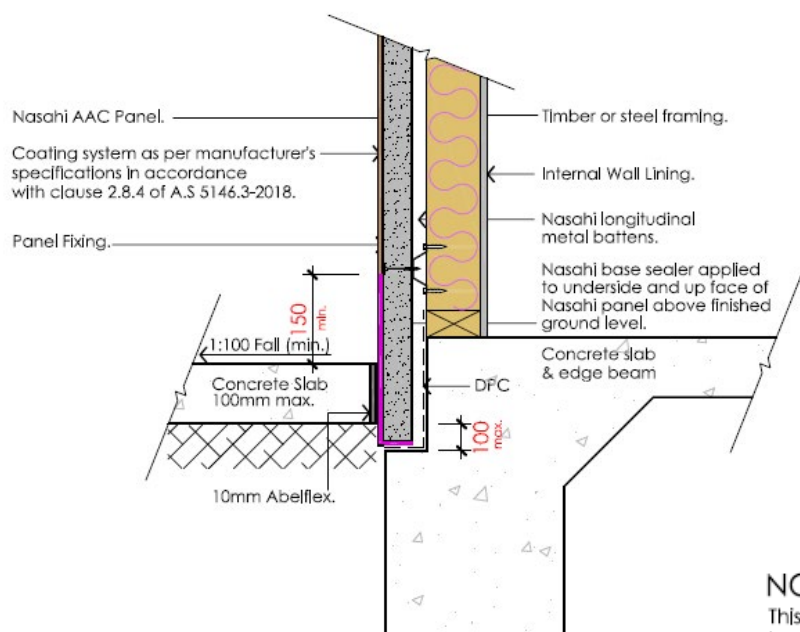 Nasahi AAC Panel.
Coating system as per manufacturer's
specifications in accordance
with clause 2.8.4 of A.S 5146.3-2018.
Panel Fixing.
150
min.
1:100 Fall (min.)
Concrete Slab
100mm max.
10mm Abelflex.
Timber or steel framing.
Internal Wall Lining.
Nasahi longitudinal
metal battens.
Nasahi base sealer applied
to underside and up face of
Nasahi panel above finished
ground level.
Concrete slab
& edge beam
DPC
100
max.
This